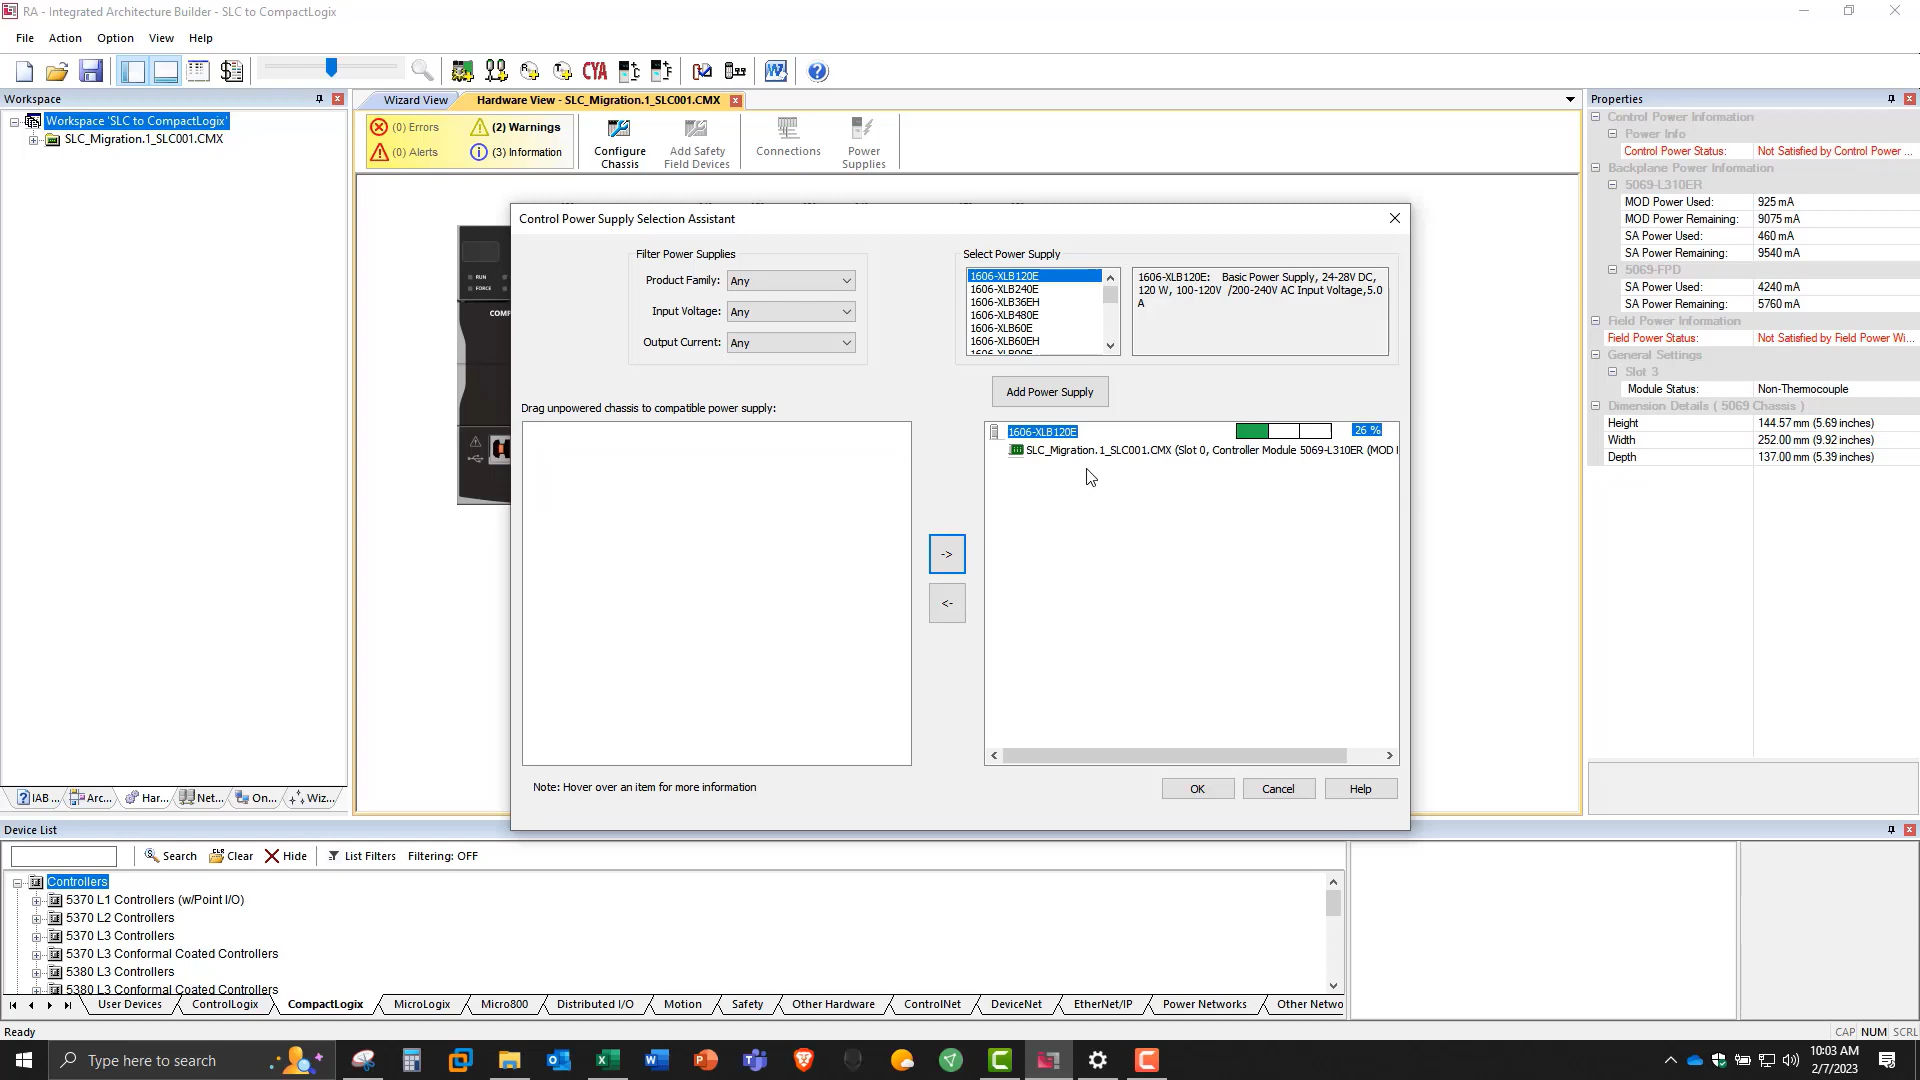 RA - Integrated Architecture Builder - SLC to CompactLogix
File Action Option View Help
CYA
Workspace
Workspace 'SLC to CompactLogix'
SLC_Migration.1_SLC001.CMX
IAB ... Arc... Har... Net... On... Wiz...
Wizard View Hardware View - SLC_Migration.1_SLC001.CMX
(0) Errors (2) Warnings
(0) Alerts (3) Information
Configure Chassis
Add Safety Field Devices
Connections
Power Supplies
RUN
FORCE
COMP
Control Power Supply Selection Assistant
Filter Power Supplies
Product Family: Any
Input Voltage: Any
Output Current: Any
Select Power Supply
1606-XLB120E
1606-XLB240E
1606-XLB36EH
1606-XLB480E
1606-XLB60E
1606-XLB60EH
1606-XLB90E
1606-XLB120E: Basic Power Supply, 24-28V DC,
120 W, 100-120V /200-240V AC Input Voltage,5.0
A
Add Power Supply
Drag unpowered chassis to compatible power supply:
1606-XLB120E 26 %
SLC_Migration.1_SLC001.CMX (Slot 0, Controller Module 5069-L310ER (MOD
->
<-
Note: Hover over an item for more information
OK Cancel Help
Properties
Control Power Information
Power Info
Control Power Status: Not Satisfied by Control Power ...
Backplane Power Information
5069-L310ER
MOD Power Used: 925 mA
MOD Power Remaining: 9075 mA
SA Power Used: 460 mA
SA Power Remaining: 9540 mA
5069-FPD
SA Power Used: 4240 mA
SA Power Remaining: 5760 mA
Field Power Information
Field Power Status: Not Satisfied by Field Power Wi...
General Settings
Slot 3
Module Status: Non-Thermocouple
Dimension Details ( 5069 Chassis )
Height 144.57 mm (5.69 inches)
Width 252.00 mm (9.92 inches)
Depth 137.00 mm (5.39 inches)
Device List
Search Clear Hide List Filters Filtering: OFF
Controllers
5370 L1 Controllers (w/Point I/O)
5370 L2 Controllers
5370 L3 Controllers
5370 L3 Conformal Coated Controllers
5380 L3 Controllers
5380 L3 Conformal Coated Controllers
User Devices ControlLogix CompactLogix MicroLogix Micro800 Distributed I/O Motion Safety Other Hardware ControlNet DeviceNet EtherNet/IP Power Networks Other Netwo
Ready CAP NUM SCRL
Type here to search
10:03 AM
2/7/2023